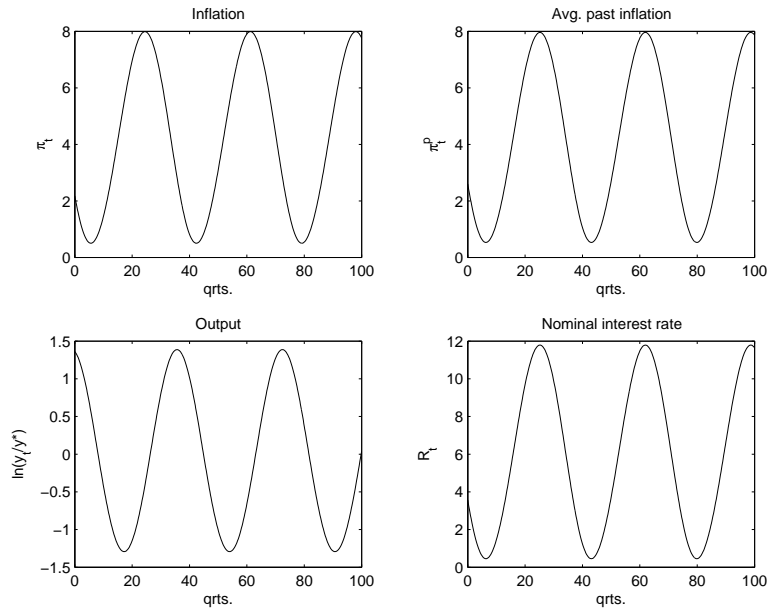 Inflation
8
6
4
2
0
π_t
0 20 40 60 80 100
qrts.
Avg. past inflation
8
6
4
2
0
π_t^p
0 20 40 60 80 100
qrts.
Output
1.5
1
0.5
0
−0.5
−1
−1.5
ln(y_t/y*)
0 20 40 60 80 100
qrts.
Nominal interest rate
12
10
8
6
4
2
0
R_t
0 20 40 60 80 100
qrts.